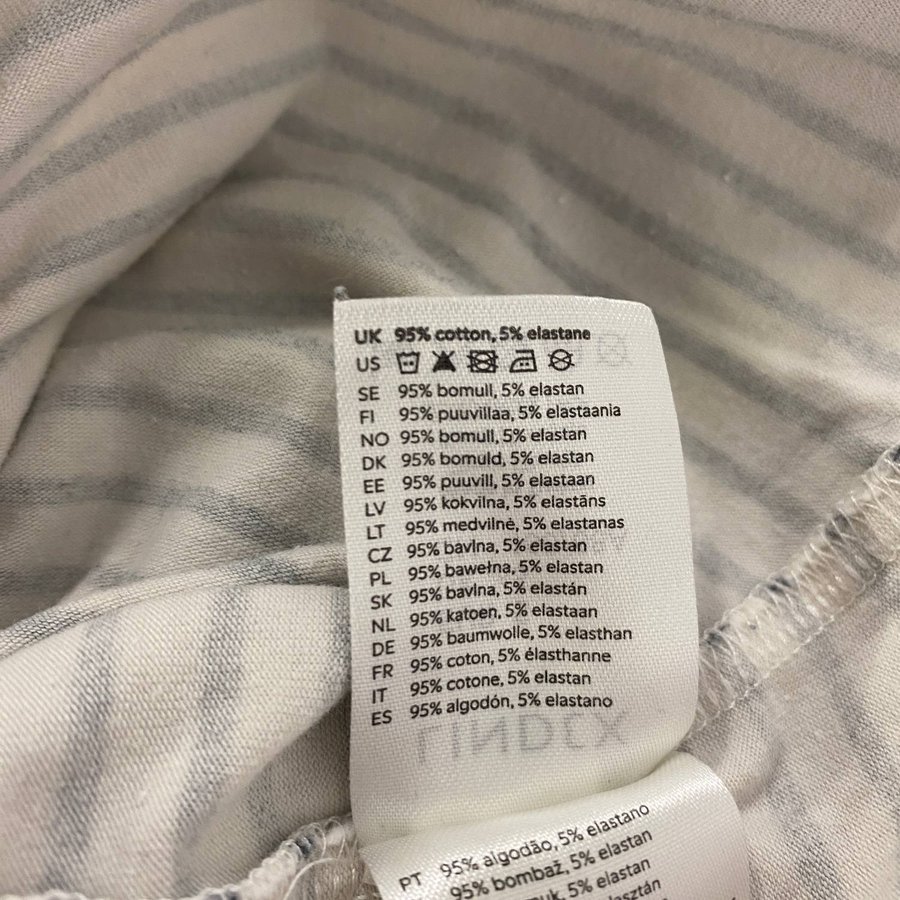 UK 95% cotton, 5% elastane
US
SE 95% bomull, 5% elastan
FI 95% puuvillaa, 5% elastaania
NO 95% bomull, 5% elastan
DK 95% bomuld, 5% elastan
EE 95% puuvill, 5% elastaan
LV 95% kokvilna, 5% elastāns
LT 95% medvilnė, 5% elastanas
CZ 95% bavlna, 5% elastan
PL 95% bawełna, 5% elastan
SK 95% bavlna, 5% elastán
NL 95% katoen, 5% elastaan
DE 95% baumwolle, 5% elasthan
FR 95% coton, 5% élasthanne
IT 95% cotone, 5% elastan
ES 95% algodón, 5% elastano
LINDEX
PT 95% algodão, 5% elastano
95% bombaž, 5% elastan
5% elastan